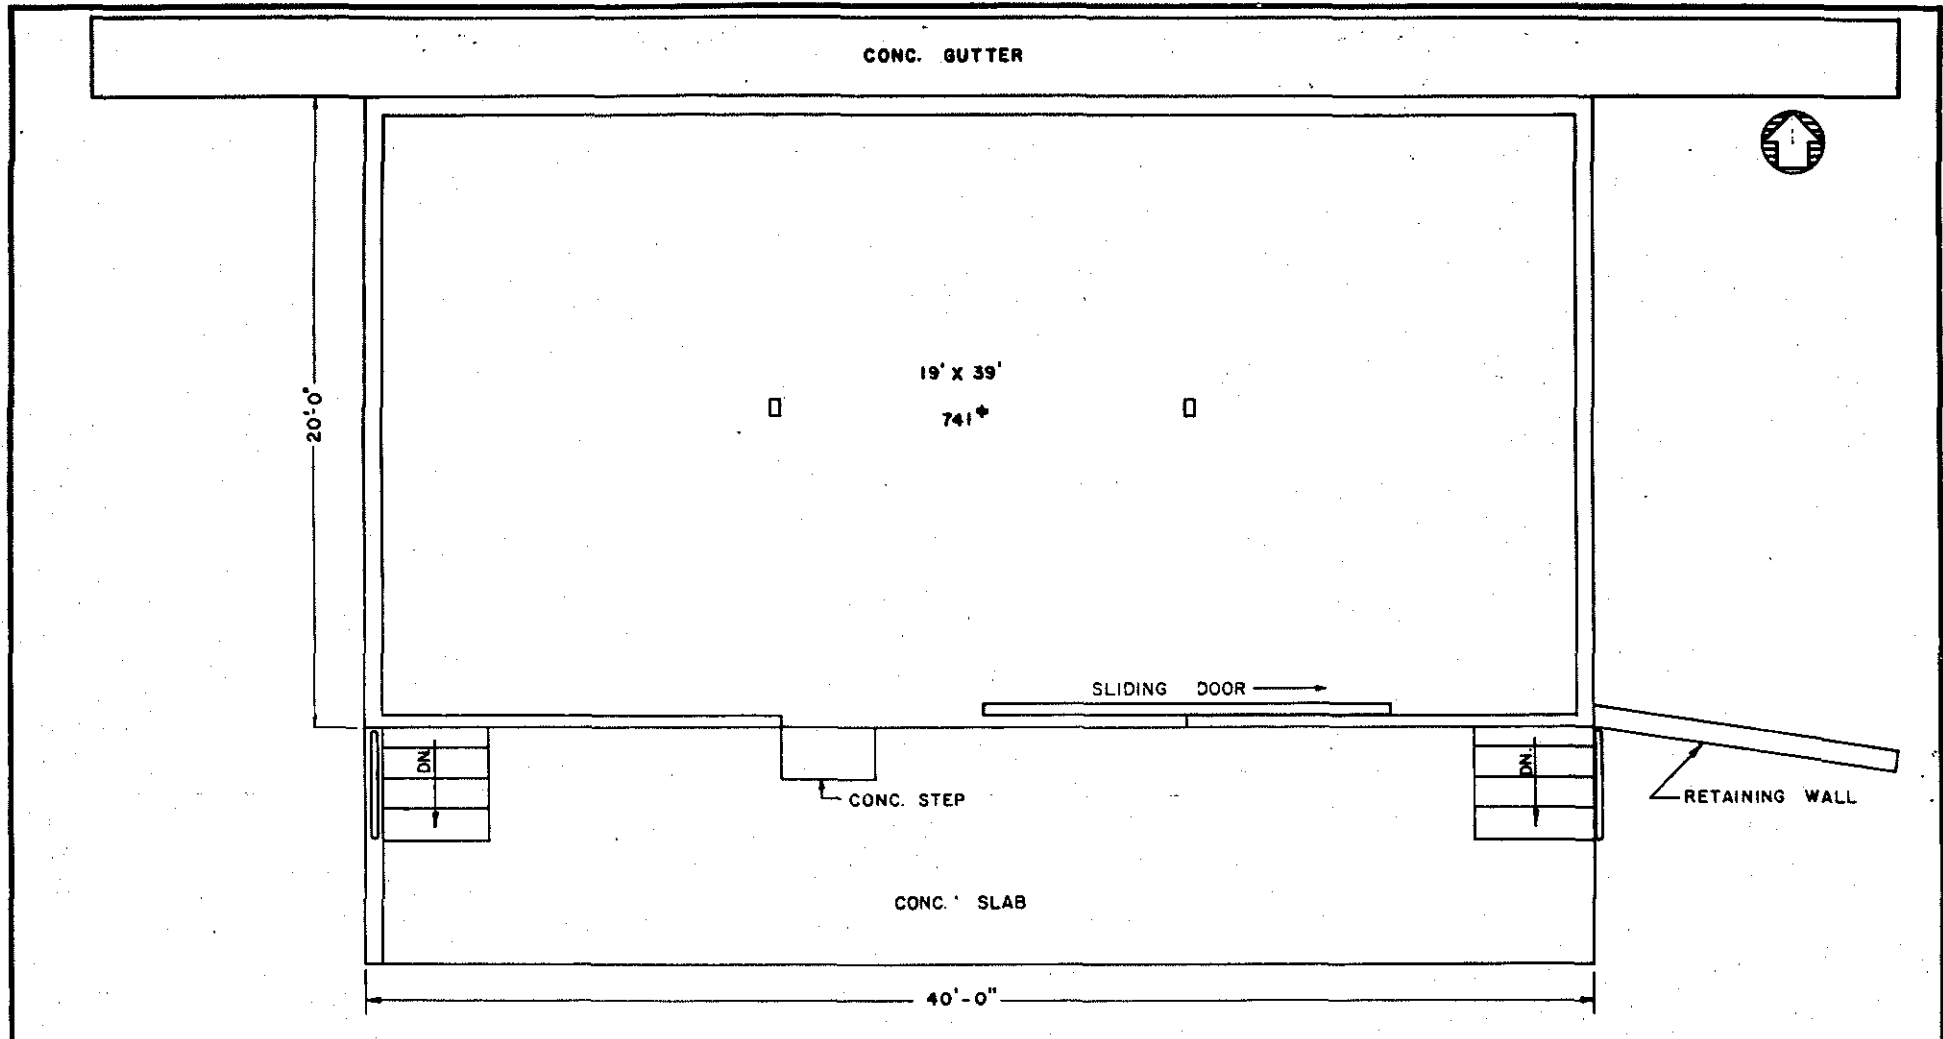 CONC. GUTTER
20'-0"
19' X 39'
741⌖
SLIDING DOOR
DN.
DN.
CONC. STEP
RETAINING WALL
CONC. SLAB
40'-0"